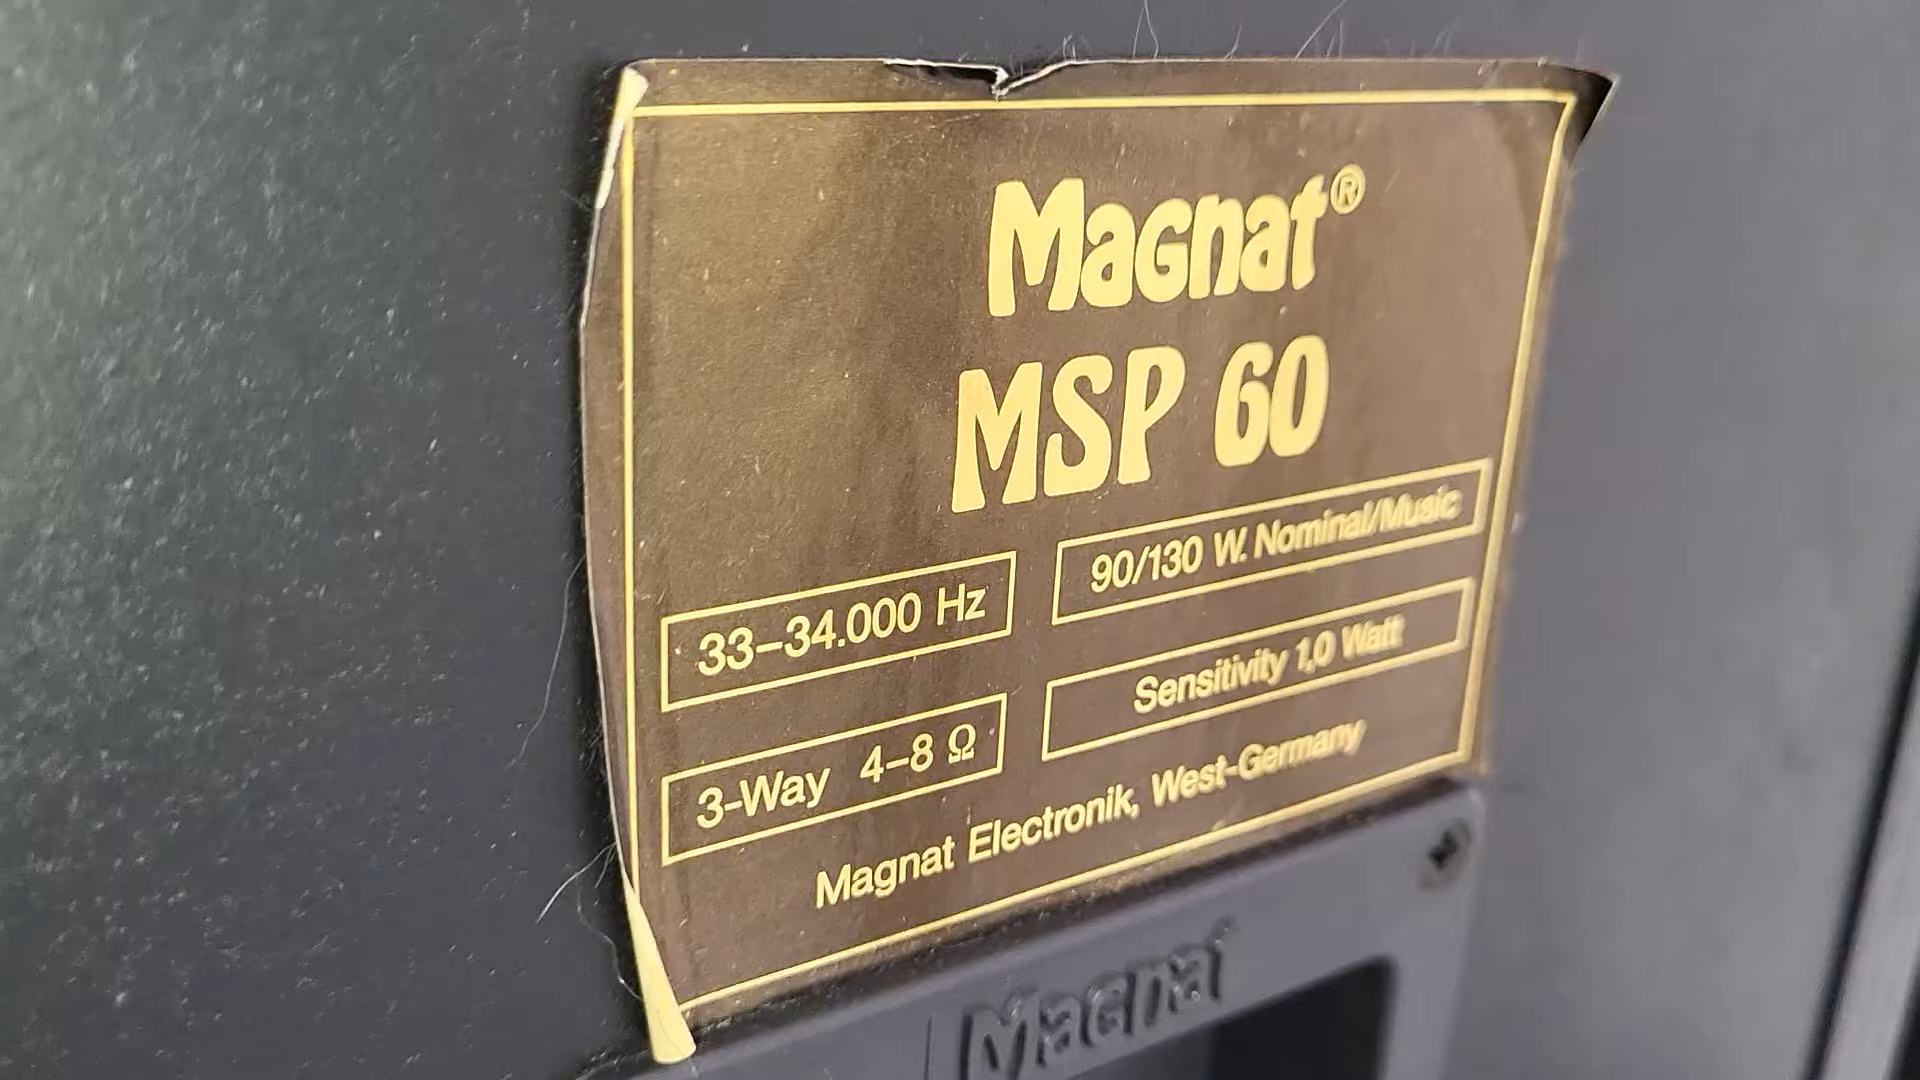 Magnat®
MSP 60
33–34.000 Hz
90/130 W. Nominal/Music
3-Way 4–8 Ω
Sensitivity 1,0 Watt
Magnat Electronik, West-Germany
Magnat